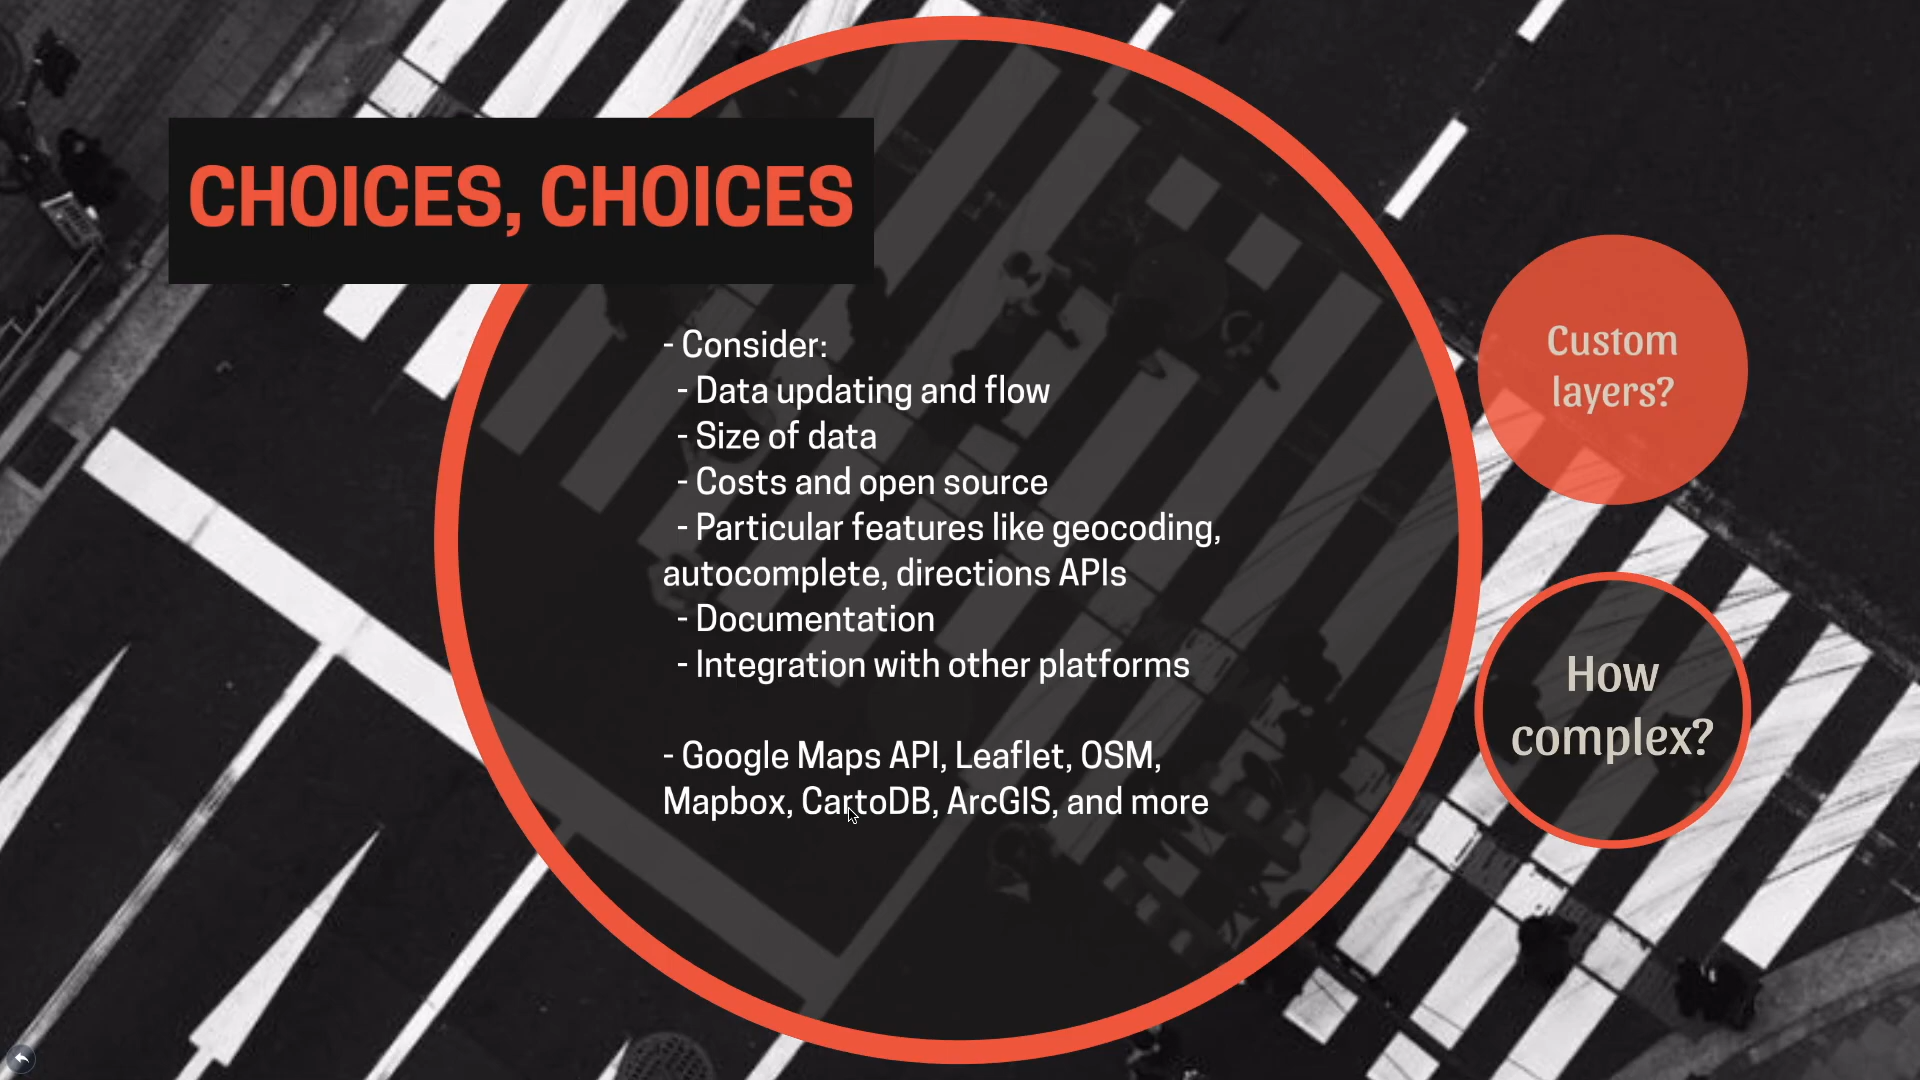 CHOICES, CHOICES
- Consider:
- Data updating and flow
- Size of data
- Costs and open source
- Particular features like geocoding,
autocomplete, directions APIs
- Documentation
- Integration with other platforms
- Google Maps API, Leaflet, OSM,
Mapbox, CartoDB, ArcGIS, and more
Custom
layers?
How
complex?